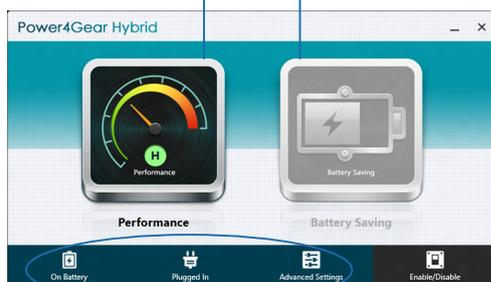 Power4Gear Hybrid
H
Performance
Battery Saving
Performance
Battery Saving
On Battery
Plugged In
Advanced Settings
Enable/Disable